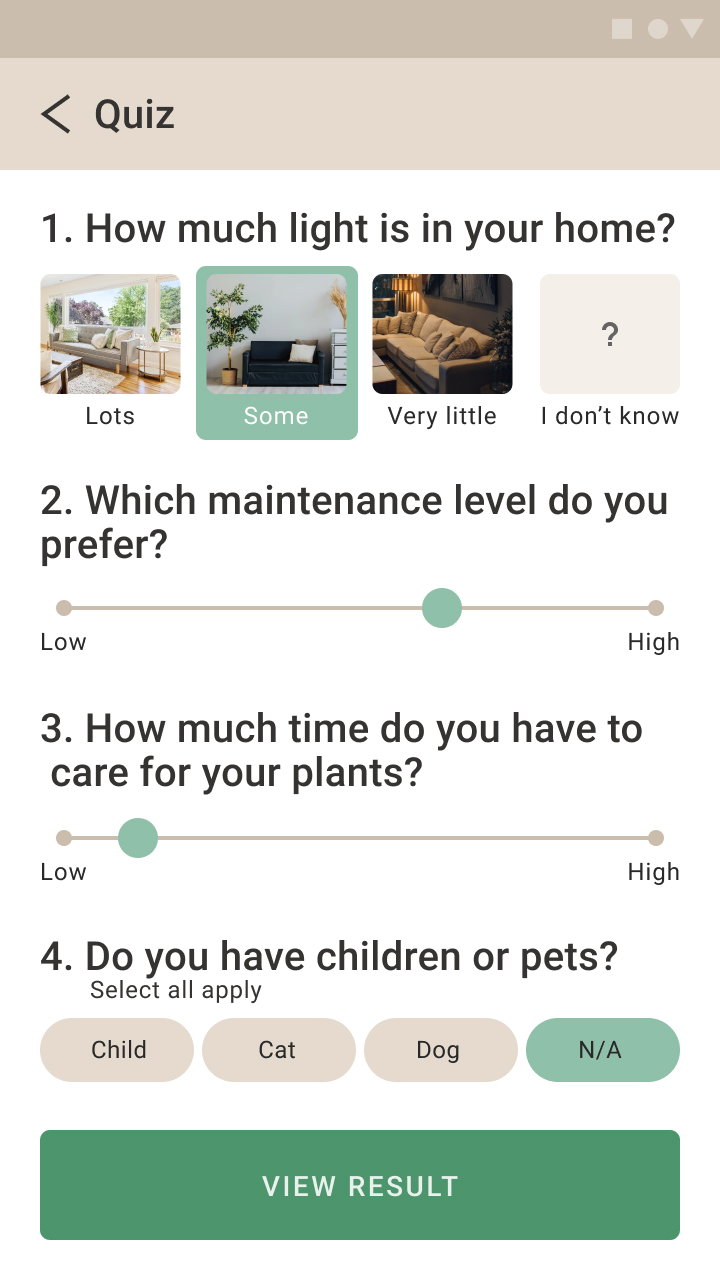 Quiz
1. How much light is in your home?
?
Lots
Some
Very little
I don’t know
2. Which maintenance level do you
prefer?
Low
High
3. How much time do you have to
care for your plants?
Low
High
4. Do you have children or pets?
Select all apply
Child
Cat
Dog
N/A
VIEW RESULT